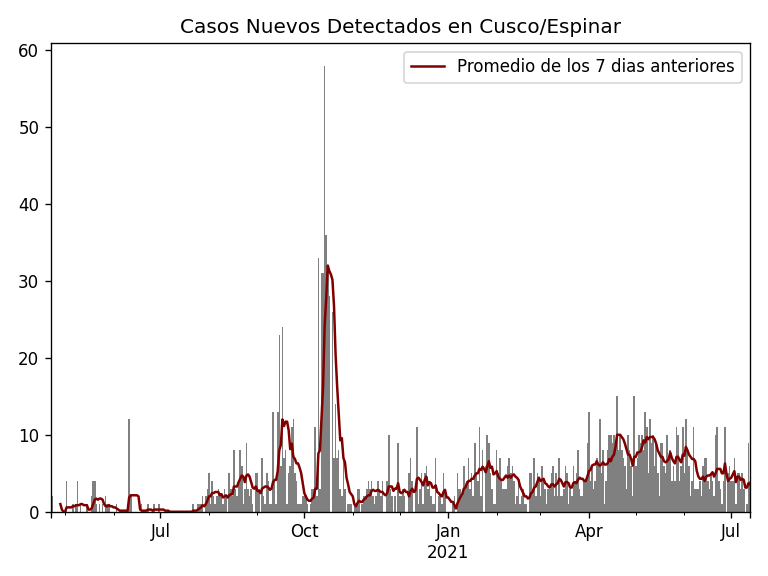 Casos Nuevos Detectados en Cusco/Espinar
Promedio de los 7 dias anteriores
60
50
40
30
20
10
0
Jul
Oct
Jan
2021
Apr
Jul